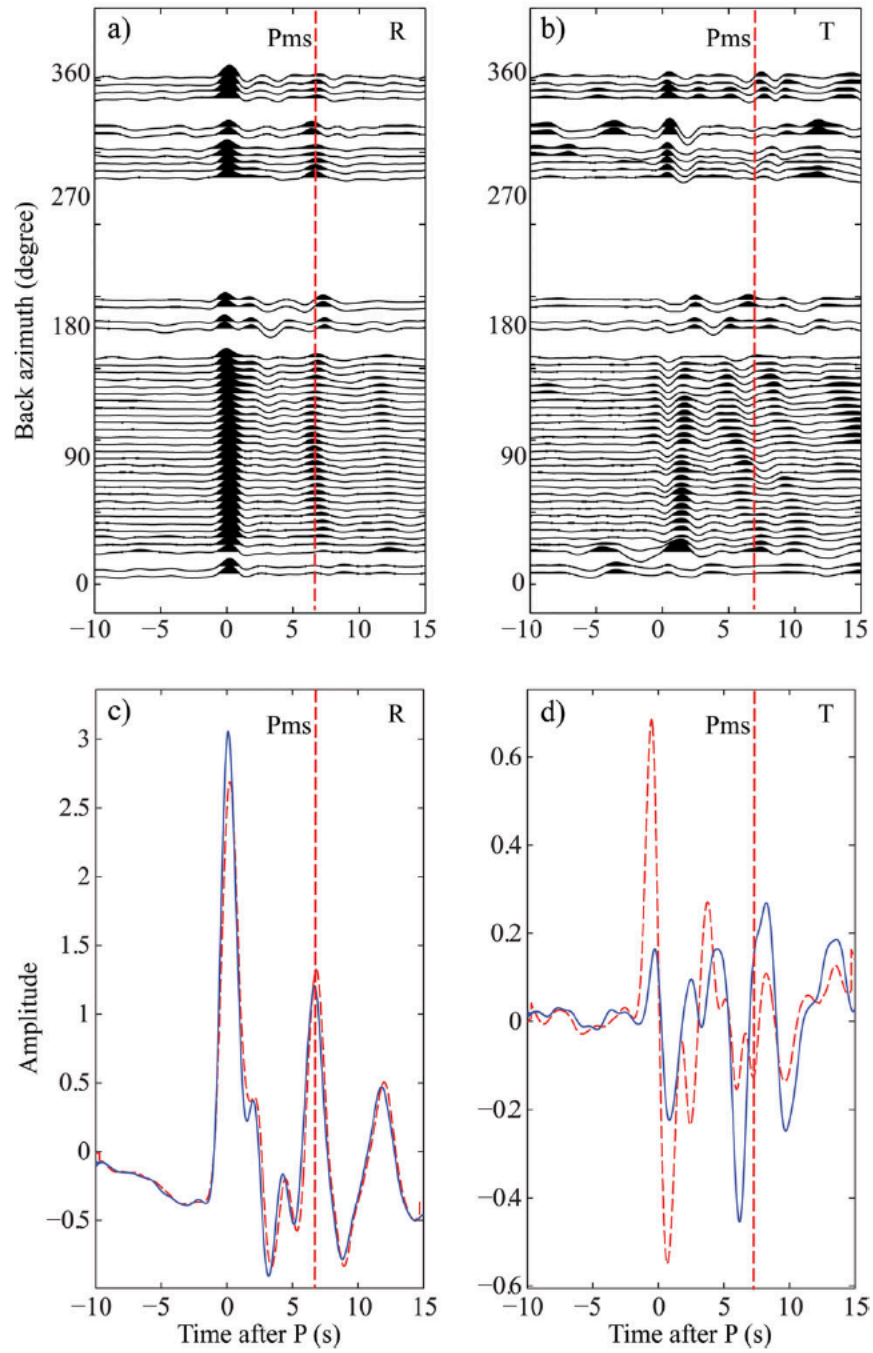 a) Pms R
b) Pms T
Back azimuth (degree)
360
270
180
90
0
360
270
180
90
0
−10 −5 0 5 10 15
−10 −5 0 5 10 15
c) Pms R
d) Pms T
Amplitude
3
2.5
2
1.5
1
0.5
0
−0.5
0.6
0.4
0.2
0
−0.2
−0.4
−0.6
−10 −5 0 5 10 15
−10 −5 0 5 10 15
Time after P (s)
Time after P (s)